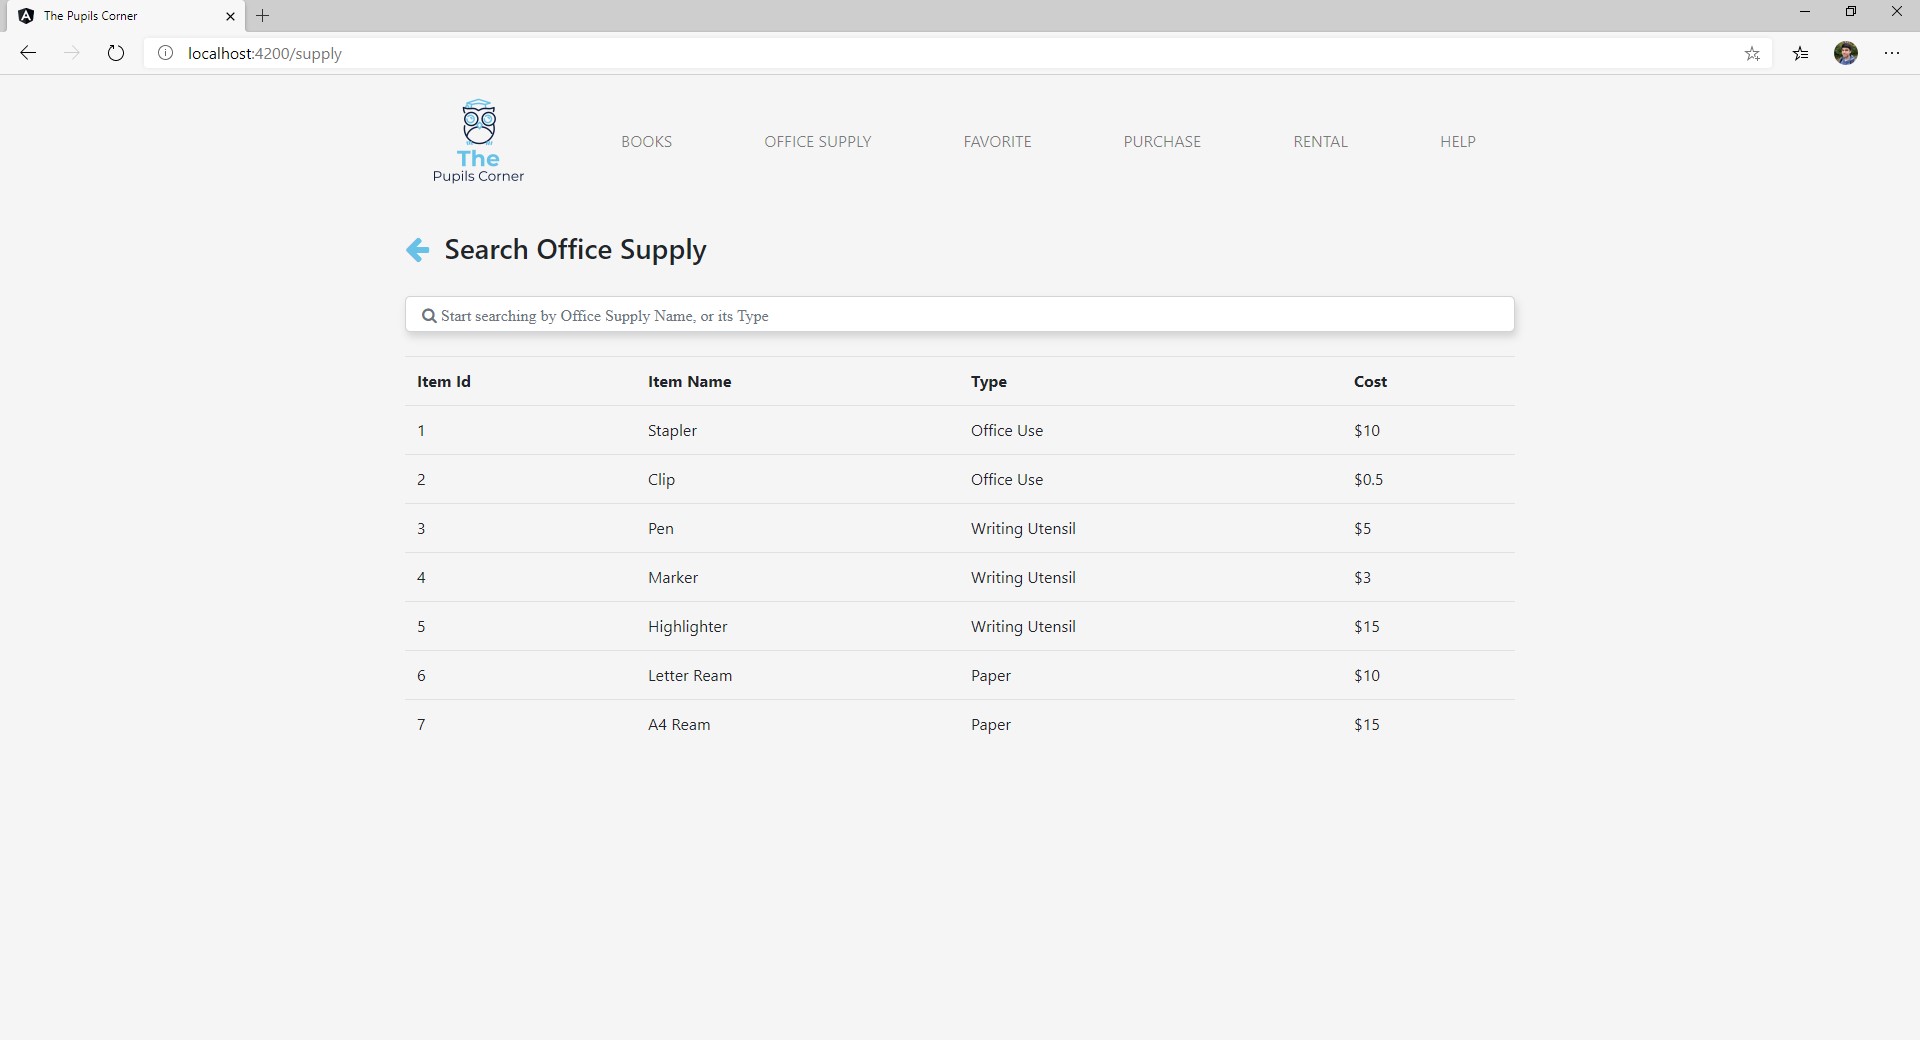 The Pupils Corner
localhost:4200/supply
The
Pupils Corner
BOOKS OFFICE SUPPLY FAVORITE PURCHASE RENTAL HELP
Search Office Supply
Start searching by Office Supply Name, or its Type
Item Id Item Name Type Cost
1 Stapler Office Use $10
2 Clip Office Use $0.5
3 Pen Writing Utensil $5
4 Marker Writing Utensil $3
5 Highlighter Writing Utensil $15
6 Letter Ream Paper $10
7 A4 Ream Paper $15